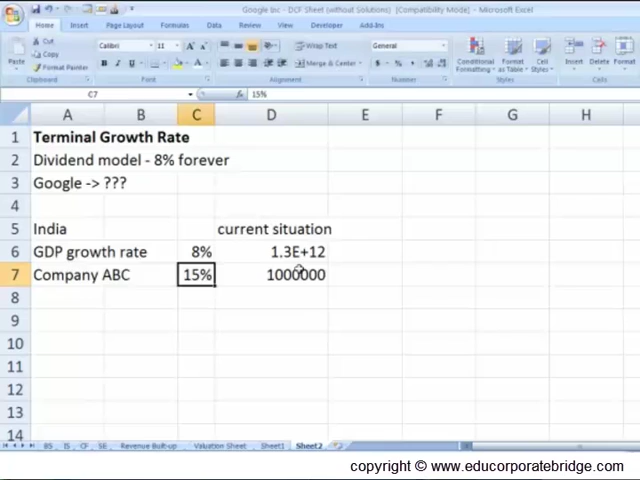 Google Inc - DCF Sheet (without Solutions) [Compatibility Mode] - Microsoft Excel
Home Insert Page Layout Formulas Data Review View Developer Add-Ins
Cut
Copy
Format Painter
Paste
Calibri 11
Wrap Text
Merge & Center
General
Conditional Formatting
Format as Table
Cell Styles
Insert Delete Format
Clipboard Font Alignment Number Styles Cells
C7 fx 15%
A B C D E F G H
1 Terminal Growth Rate
2 Dividend model - 8% forever
3 Google -> ???
4
5 India current situation
6 GDP growth rate 8% 1.3E+12
7 Company ABC 15% 1000000
8
9
10
11
12
13
14
BS IS CF SE Revenue Built-up Valuation Sheet Sheet1 Sheet2
copyright © www.educorporatebridge.com